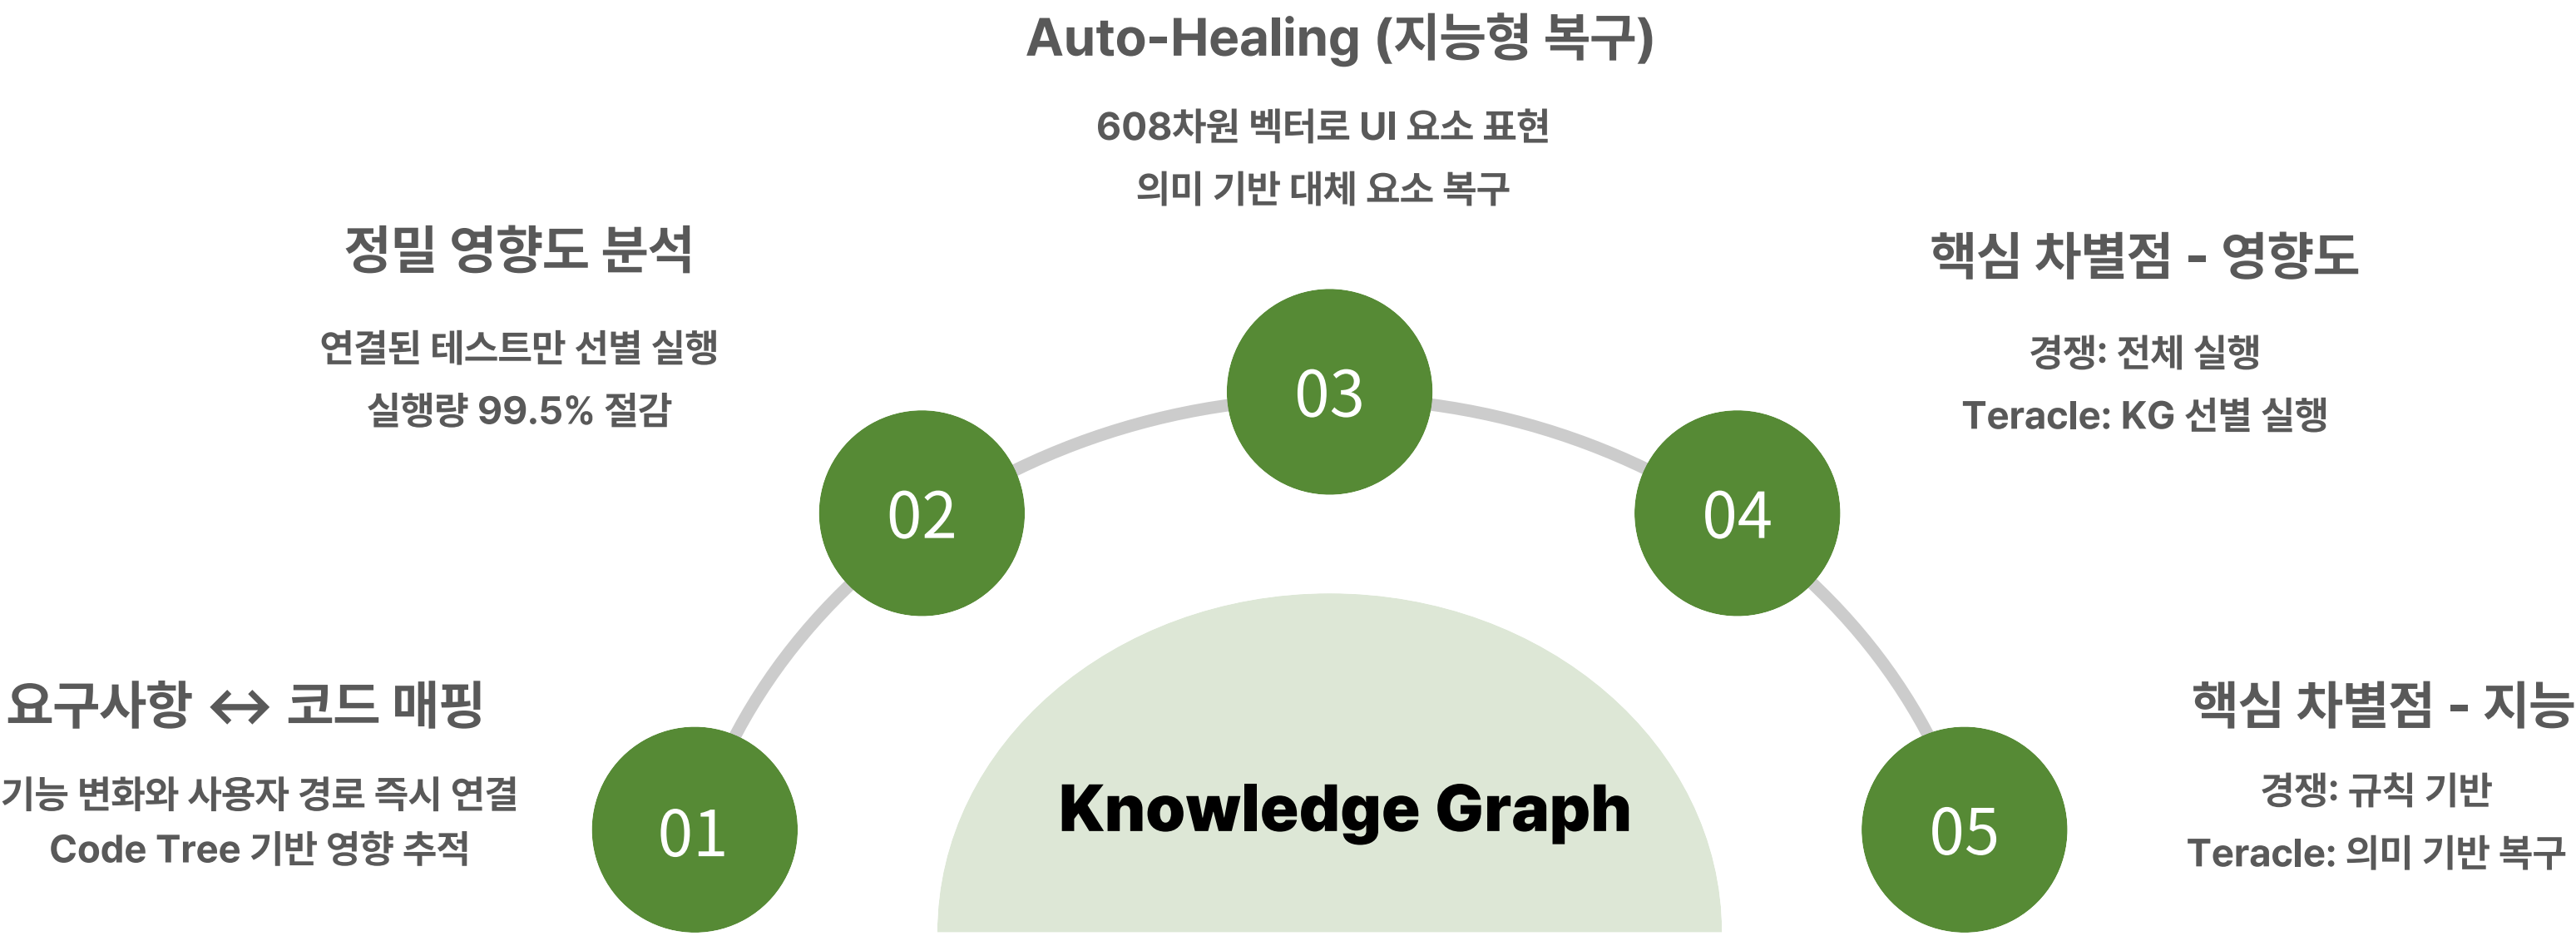 Auto-Healing (지능형 복구)
608차원 벡터로 UI 요소 표현
의미 기반 대체 요소 복구
정밀 영향도 분석
연결된 테스트만 선별 실행
실행량 99.5% 절감
핵심 차별점 - 영향도
경쟁: 전체 실행
Teracle: KG 선별 실행
03
02
04
요구사항 ↔ 코드 매핑
기능 변화와 사용자 경로 즉시 연결
Code Tree 기반 영향 추적
01
Knowledge Graph
05
핵심 차별점 - 지능
경쟁: 규칙 기반
Teracle: 의미 기반 복구